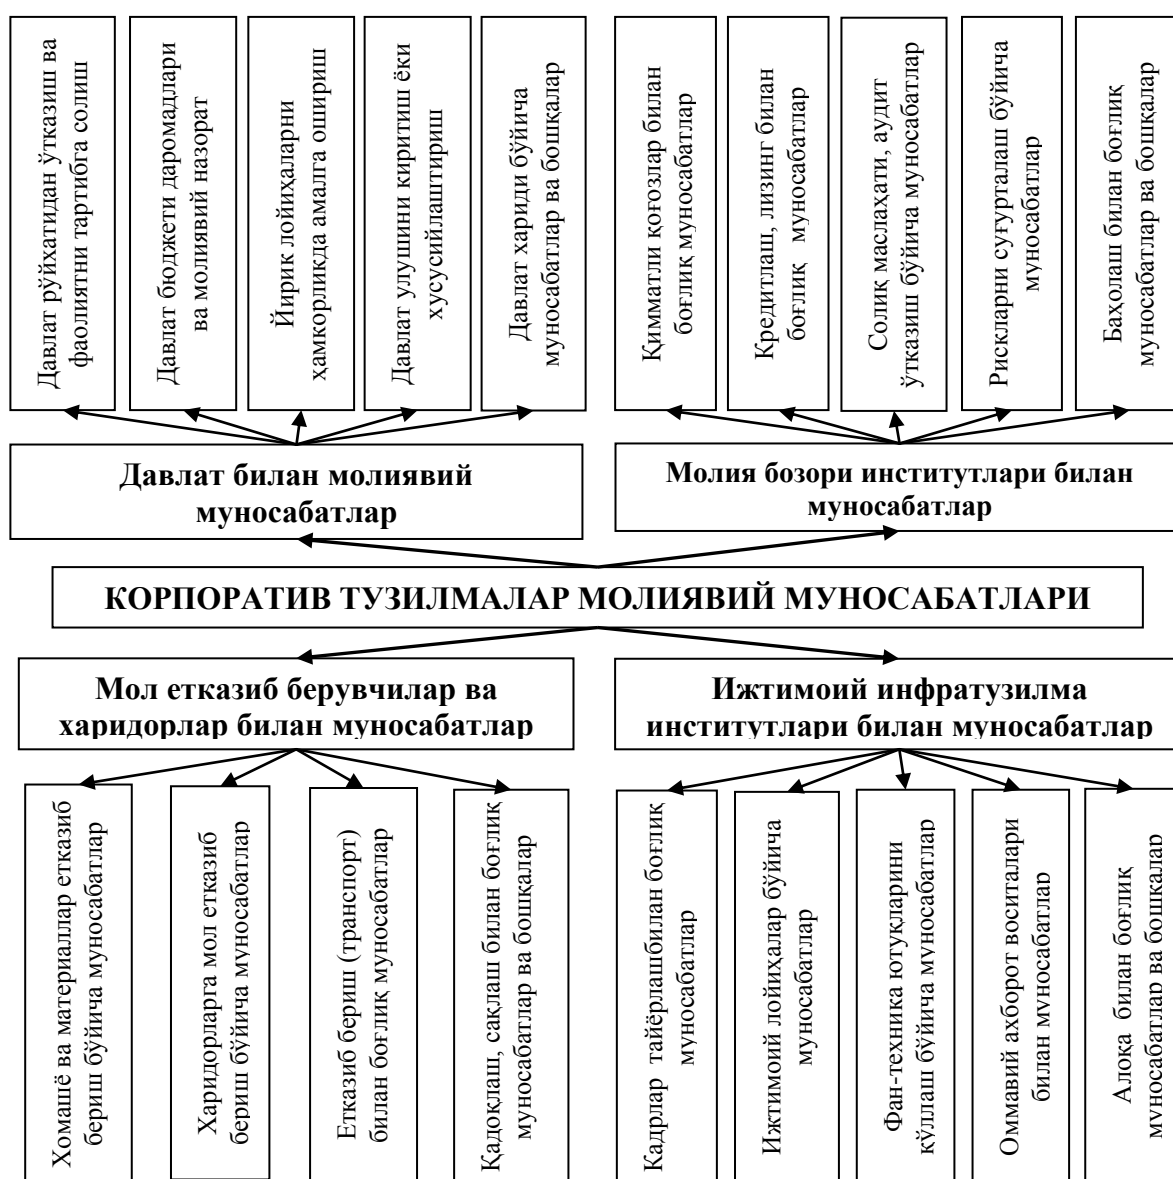 Давлат рўйхатидан ўтказиш ва
фаолиятни тартибга солиш
Давлат бюджети даромадлари
ва молиявий назорат
Йирик лойиҳаларни
ҳамкорликда амалга ошириш
Давлат улушини киритиш ёки
хусусийлаштириш
Давлат хариди бўйича
муносабатлар ва бошқалар
Қимматли қоғозлар билан
боғлиқ муносабатлар
Кредитлаш, лизинг билан
боғлиқ муносабатлар
Солиқ маслаҳати, аудит
ўтказиш бўйича муносабатлар
Рискларни суғурталаш бўйича
муносабатлар
Баҳолаш билан боғлиқ
муносабатлар ва бошқалар
Давлат билан молиявий
муносабатлар
Молия бозори институтлари билан
муносабатлар
КОРПОРАТИВ ТУЗИЛМАЛАР МОЛИЯВИЙ МУНОСАБАТЛАРИ
Мол етказиб берувчилар ва
харидорлар билан муносабатлар
Ижтимоий инфратузилма
институтлари билан муносабатлар
Хомашё ва материаллар етказиб
бериш бўйича муносабатлар
Харидорларга мол етказиб
бериш бўйича муносабатлар
Етказиб бериш (транспорт)
билан боғлиқ муносабатлар
Қадоқлаш, сақлаш билан боғлиқ
муносабатлар ва бошқалар
Кадрлар тайёрлашбилан боғлиқ
муносабатлар
Ижтимоий лойиҳалар бўйича
муносабатлар
Фан-техника ютуқларини
қўллаш бўйича муносабатлар
Оммавий ахборот воситалари
билан муносабатлар
Алоқа билан боғлиқ
муносабатлар ва бошқалар